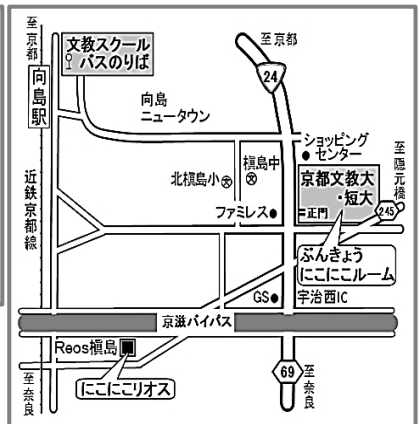 至京都
文教スクール
バスのりば
向島駅
近鉄京都線
至奈良
向島
ニュータウン
至京都
24
ショッピング
センター
北槇島小
槇島中
ファミレス
京都文教大
・短大
正門
至隠元橋
245
ぶんきょう
にこにこルーム
GS
宇治西IC
京滋バイパス
Reos槇島
にこにこリオス
69
至奈良